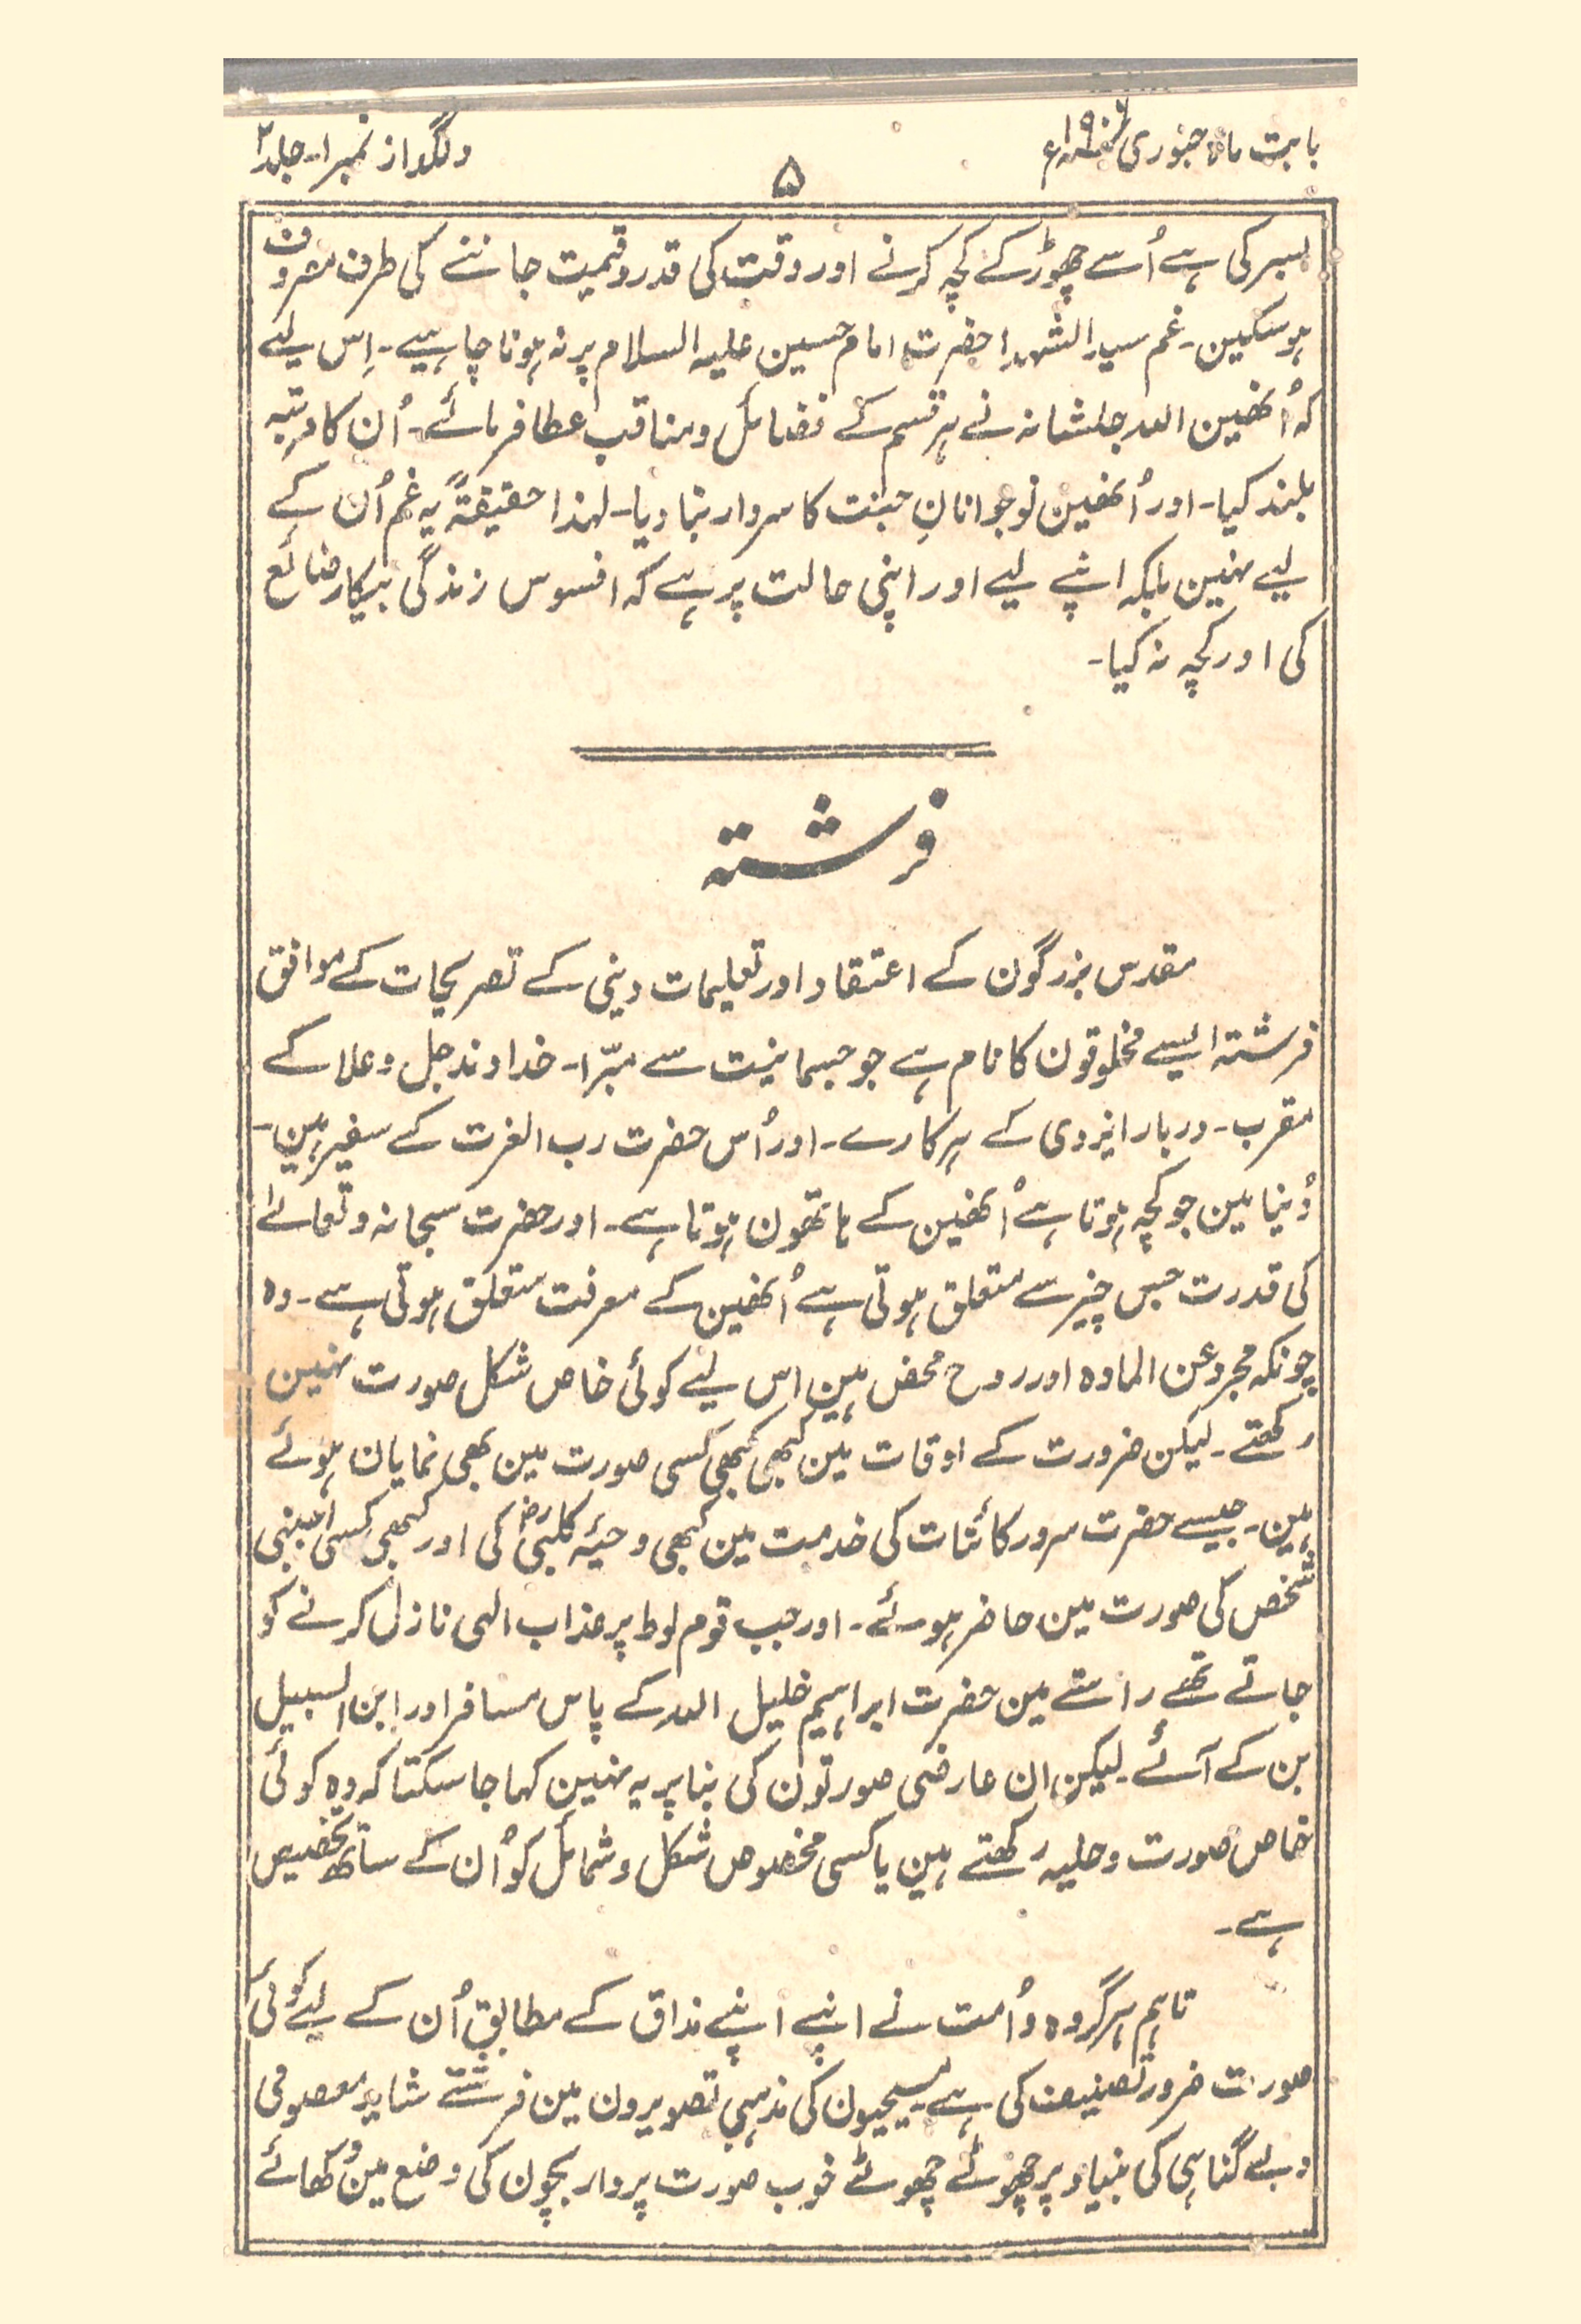 بابت ماہ جنوری ۱۹۰۶ء
۵
دلگداز نمبر ۱- جلد
بسر کی ہے اُسے چھوڑ کے کچہ کرنے اور وقت کی قدر و قیمت جاننے کی طرف مصروف
ہو سکین۔ غم سید الشہدا حضرت امام حسین علیہ السلام پر نہ ہونا چاہیے۔ اِس لیے
کہ اُنھین اللہ جلشانہ نے ہر قسم کے فضائل و مناقب عطا فرمائے۔ اُن کا مرتبہ
بلند کیا۔ اور اُنھین نوجوانانِ جنت کا سردار بنا دیا۔ لہذا حقیقۃً یہ غم اُن کے
لیے نہین بلکہ اپنے لیے اور اپنی حالت پر ہے کہ افسوس زندگی بیکار ضائع
کی اور کچہ نہ کیا۔
فرشتہ
مقدس بزرگون کے اعتقاد اور تعلیمات دینی کے تصریحات کے موافق
فرشتہ ایسے مخلوقون کا نام ہے جو جسمانیت سے مبرّا۔ خداوند جل و علا کے
مقرب۔ دربار ایزدی کے ہرکارے۔ اور اُس حضرت رب العزت کے سفیر ہین۔
دُنیا مین جو کچہ ہوتا ہے اُنھین کے ہاتھون ہوتا ہے۔ اور حضرت سبحانہ و تعالےٰ
کی قدرت جس چیز سے متعلق ہوتی ہے اُنھین کے معرفت متعلق ہوتی ہے۔ وہ
چونکہ مجرد عن المادہ اور روح محض ہین اس لیے کوئی خاص شکل صورت نہین
رکھتے۔ لیکن ضرورت کے اوقات مین کبھی کبھی کسی صورت مین بھی نمایان ہوئے
ہین۔ جیسے حضرت سرور کائنات کی خدمت مین کبھی دحیۂ کلبیؓ کی اور کبھی کسی اجنبی
شخص کی صورت مین حاضر ہوئے۔ اور جب قوم لوط پر عذاب الہی نازل کرنے کو
جاتے تھے راستے مین حضرت ابراہیم خلیل اللہ کے پاس مسافر اور ابن السبیل
بن کے آئے۔ لیکن ان عارضی صورتون کی بنا پر یہ نہین کہا جا سکتا کہ وہ کوئی
خاص صورت و حلیہ رکھتے ہین یا کسی مخصوص شکل و شمائل کو اُن کے ساتھ تخصیص
ہے۔
تاہم ہر گروہ و اُمت نے اپنے اپنے مذاق کے مطابق اُن کے لیے کوئی
صورت ضرور تصنیف کی ہے۔ مسیحیون کی مذہبی تصویرون مین فرشتے شاید معصومی
و بے گناہی کی بنیاد پر چھوٹے چھوٹے خوب صورت پردار بچون کی وضع مین دُکھائے